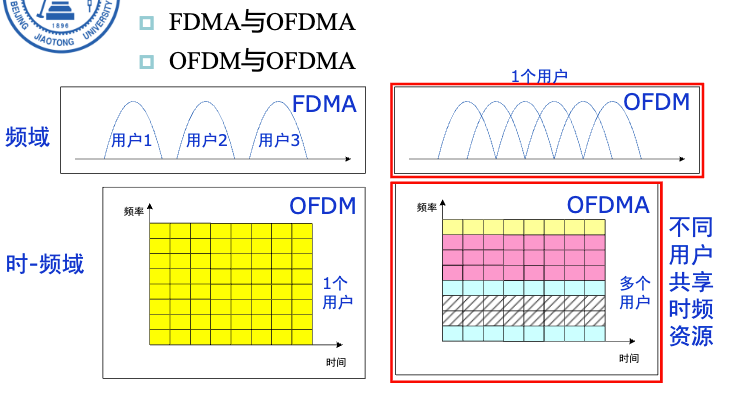 BEIJING JIAOTONG UNIVERSITY
1896
FDMA与OFDMA
OFDM与OFDMA
频域
FDMA
用户1
用户2
用户3
1个用户
OFDM
时-频域
频率
OFDM
1个
用户
时间
频率
OFDMA
多个
用户
时间
不同
用户
共享
时频
资源